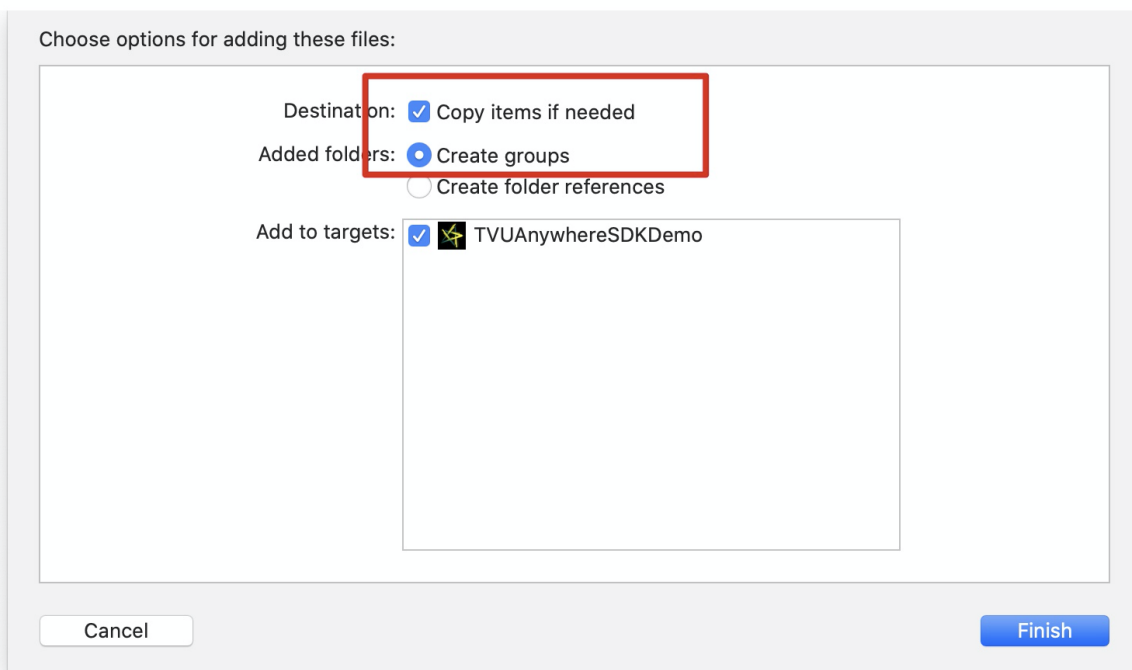 Choose options for adding these files:
Destination: Copy items if needed
Added folders: Create groups
Create folder references
Add to targets: TVUAnywhereSDKDemo
Cancel Finish